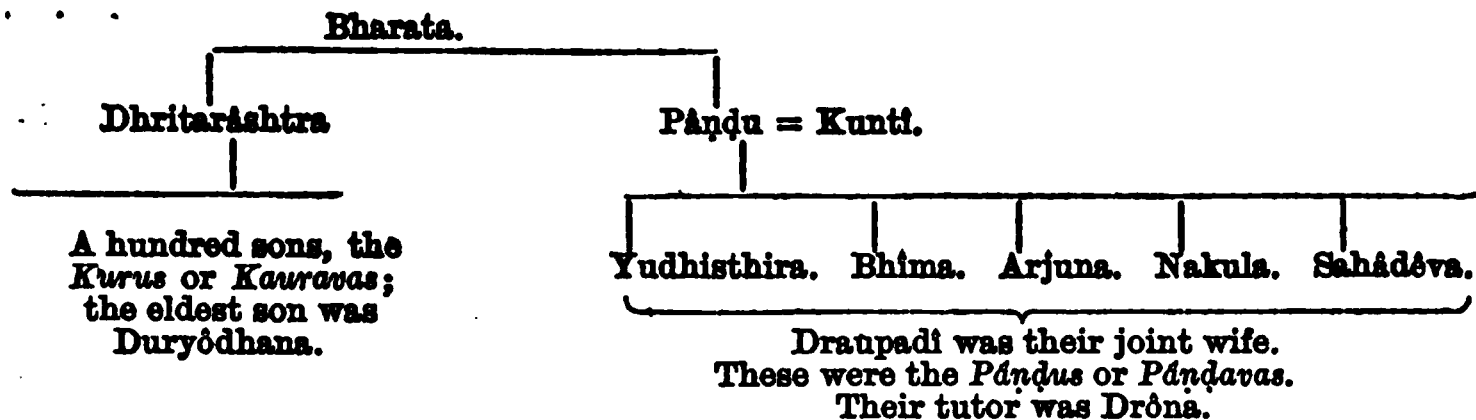 Bharata.
Dhritarâshtra Pâṇḍu = Kuntî.
A hundred sons, the
Kurus or Kauravas;
the eldest son was
Duryôdhana.
Yudhisthira. Bhîma. Arjuna. Nakula. Sahâdêva.
Draupadî was their joint wife.
These were the Pâṇḍus or Pâṇḍavas.
Their tutor was Drôna.